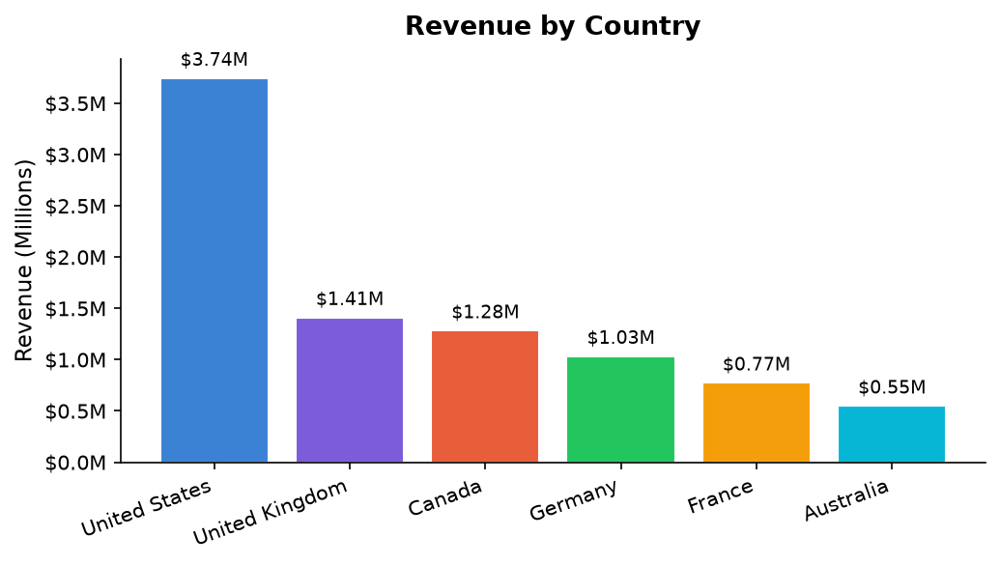 Revenue by Country
Revenue (Millions)
$3.5M
$3.0M
$2.5M
$2.0M
$1.5M
$1.0M
$0.5M
$0.0M
$3.74M
$1.41M
$1.28M
$1.03M
$0.77M
$0.55M
United States
United Kingdom
Canada
Germany
France
Australia